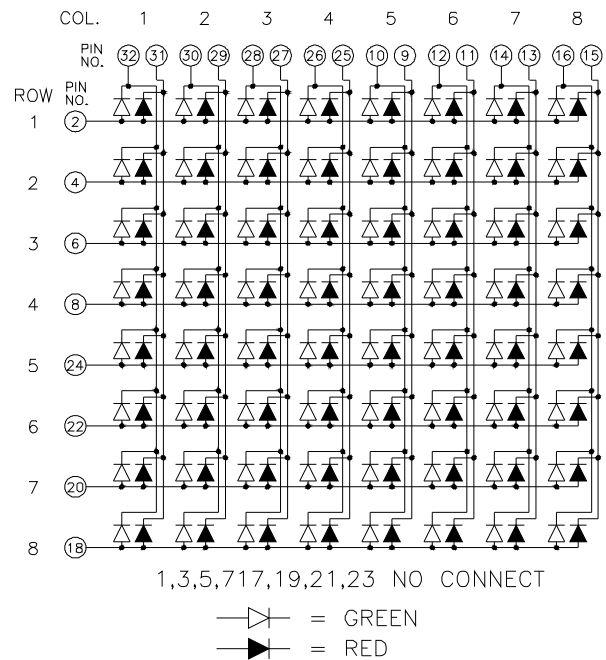 COL. 1 2 3 4 5 6 7 8
PIN NO. 32 31 30 29 28 27 26 25 10 9 12 11 14 13 16 15
ROW PIN NO.
1 2
2 4
3 6
4 8
5 24
6 22
7 20
8 18
1,3,5,717,19,21,23 NO CONNECT
= GREEN
= RED